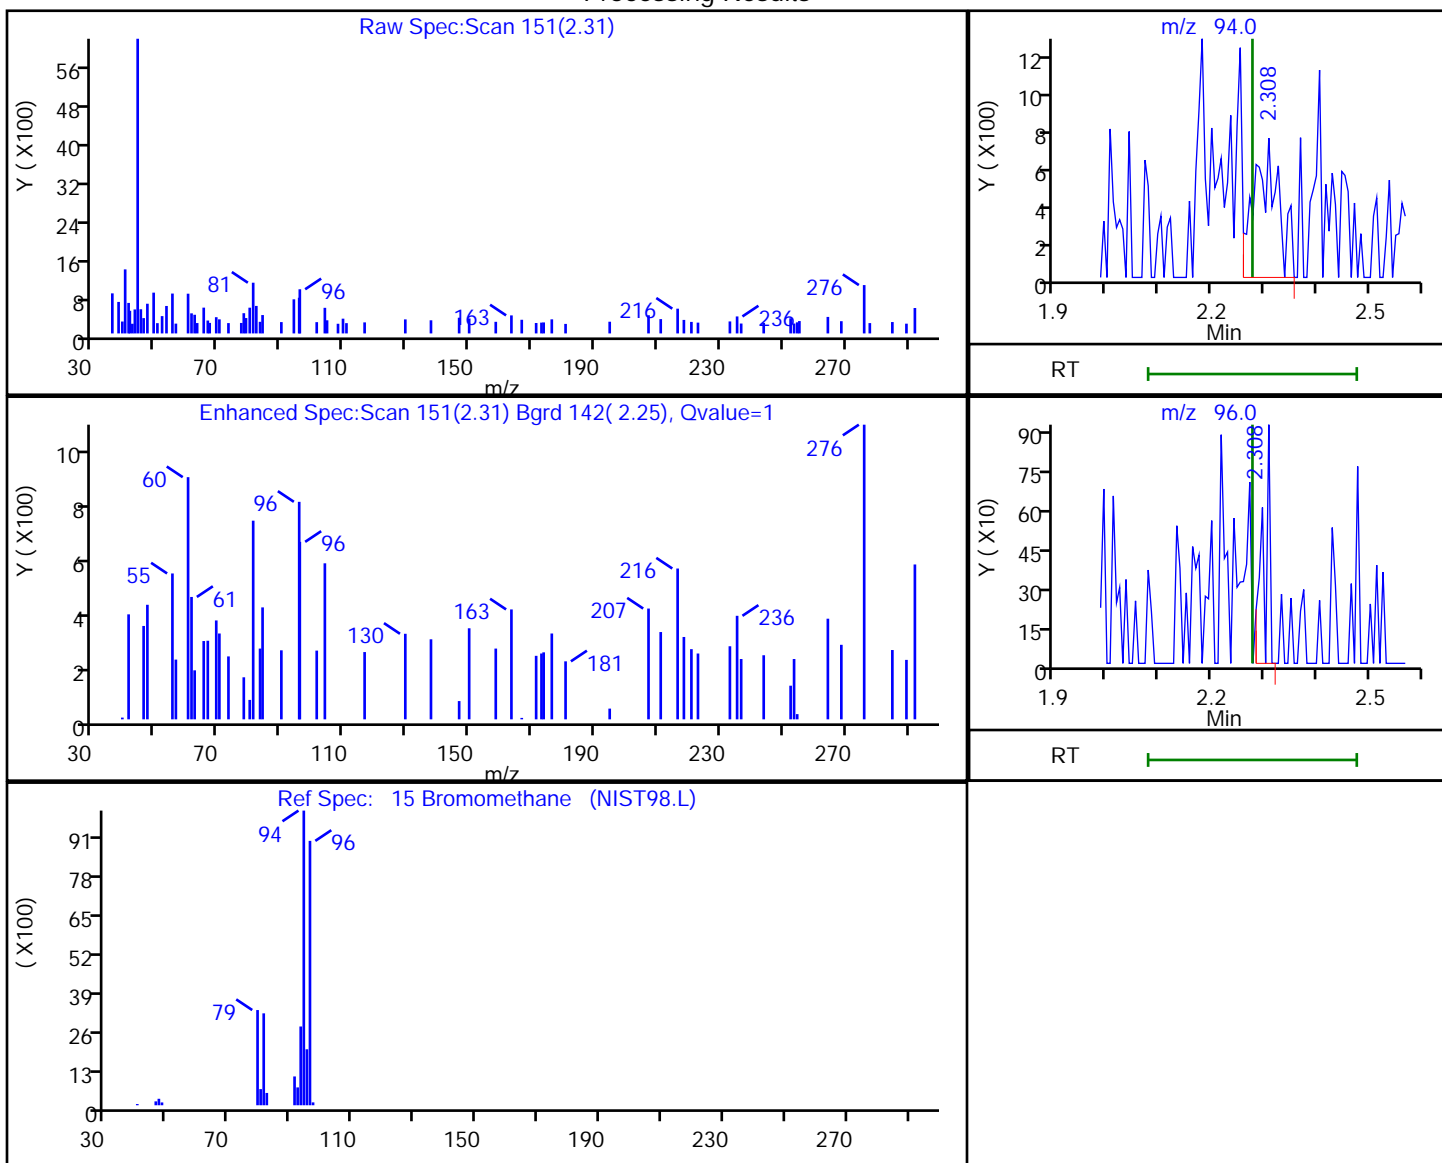 Processing Results
Raw Spec:Scan 151(2.31)
Y ( X100)
56
48
40
32
24
16
8
0
81
96
163
216
236
276
30 70 110 150 190 230 270
m/z
m/z 94.0
Y ( X100)
12
10
8
6
4
2
0
2.308
1.9 2.2 2.5
Min
RT
Enhanced Spec:Scan 151(2.31) Bgrd 142( 2.25), Qvalue=1
Y ( X100)
10
8
6
4
2
0
55
60
61
96
96
130
163
181
207
216
236
276
30 70 110 150 190 230 270
m/z
m/z 96.0
Y ( X10)
90
75
60
45
30
15
0
2.308
1.9 2.2 2.5
Min
RT
Ref Spec: 15 Bromomethane (NIST98.L)
( X100)
91
78
65
52
39
26
13
0
79
94
96
30 70 110 150 190 230 270